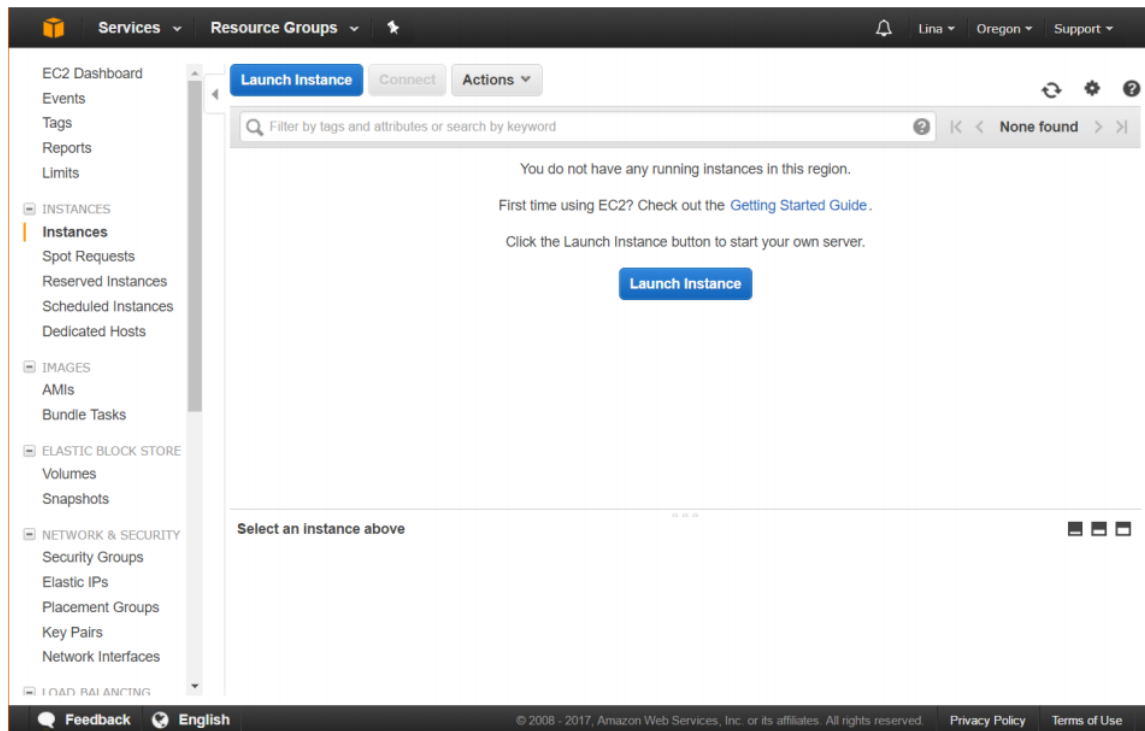 Services Resource Groups Lina Oregon Support
EC2 Dashboard
Events
Tags
Reports
Limits
INSTANCES
Instances
Spot Requests
Reserved Instances
Scheduled Instances
Dedicated Hosts
IMAGES
AMIs
Bundle Tasks
ELASTIC BLOCK STORE
Volumes
Snapshots
NETWORK & SECURITY
Security Groups
Elastic IPs
Placement Groups
Key Pairs
Network Interfaces
LOAD BALANCING
Launch Instance Connect Actions
Filter by tags and attributes or search by keyword None found
You do not have any running instances in this region.
First time using EC2? Check out the Getting Started Guide.
Click the Launch Instance button to start your own server.
Launch Instance
Select an instance above
Feedback English © 2008 - 2017, Amazon Web Services, Inc. or its affiliates. All rights reserved. Privacy Policy Terms of Use